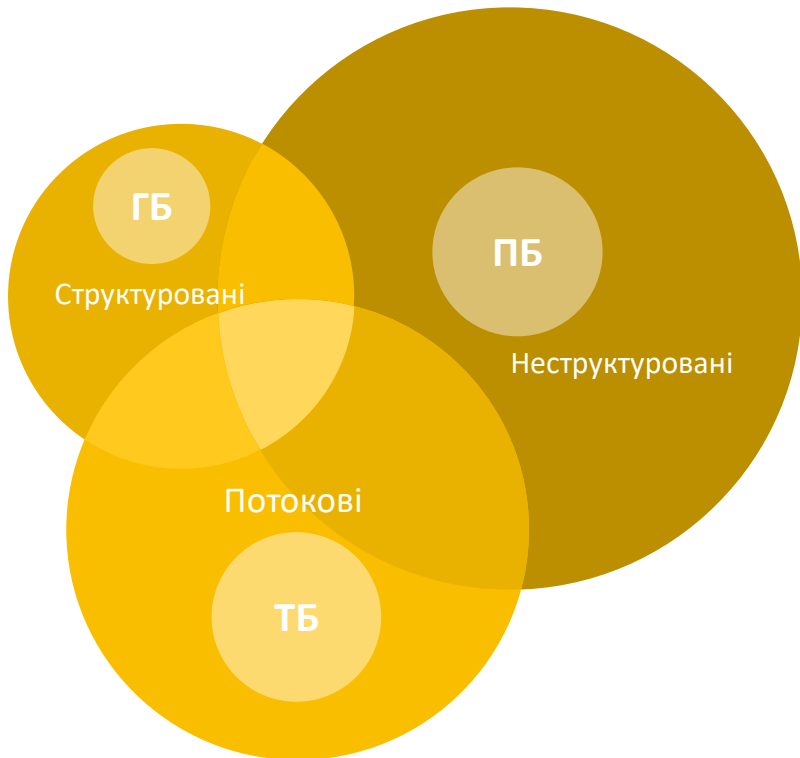 ГБ
Структуровані
ПБ
Неструктуровані
Потокові
ТБ